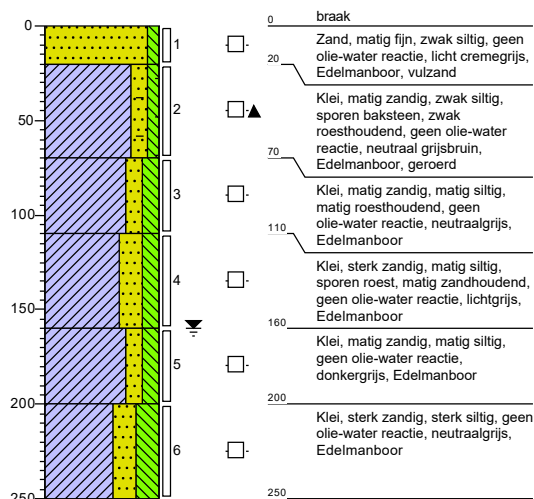 0
50
100
150
200
250
1
2
3
4
5
6
0
braak
Zand, matig fijn, zwak siltig, geen
olie-water reactie, licht cremegrijs,
Edelmanboor, vulzand
20
Klei, matig zandig, zwak siltig,
sporen baksteen, zwak
roesthoudend, geen olie-water
reactie, neutraal grijsbruin,
Edelmanboor, geroerd
70
Klei, matig zandig, matig siltig,
matig roesthoudend, geen
olie-water reactie, neutraalgrijs,
Edelmanboor
110
Klei, sterk zandig, matig siltig,
sporen roest, matig zandhoudend,
geen olie-water reactie, lichtgrijs,
Edelmanboor
160
Klei, matig zandig, matig siltig,
geen olie-water reactie,
donkergrijs, Edelmanboor
200
Klei, sterk zandig, sterk siltig, geen
olie-water reactie, neutraalgrijs,
Edelmanboor
250